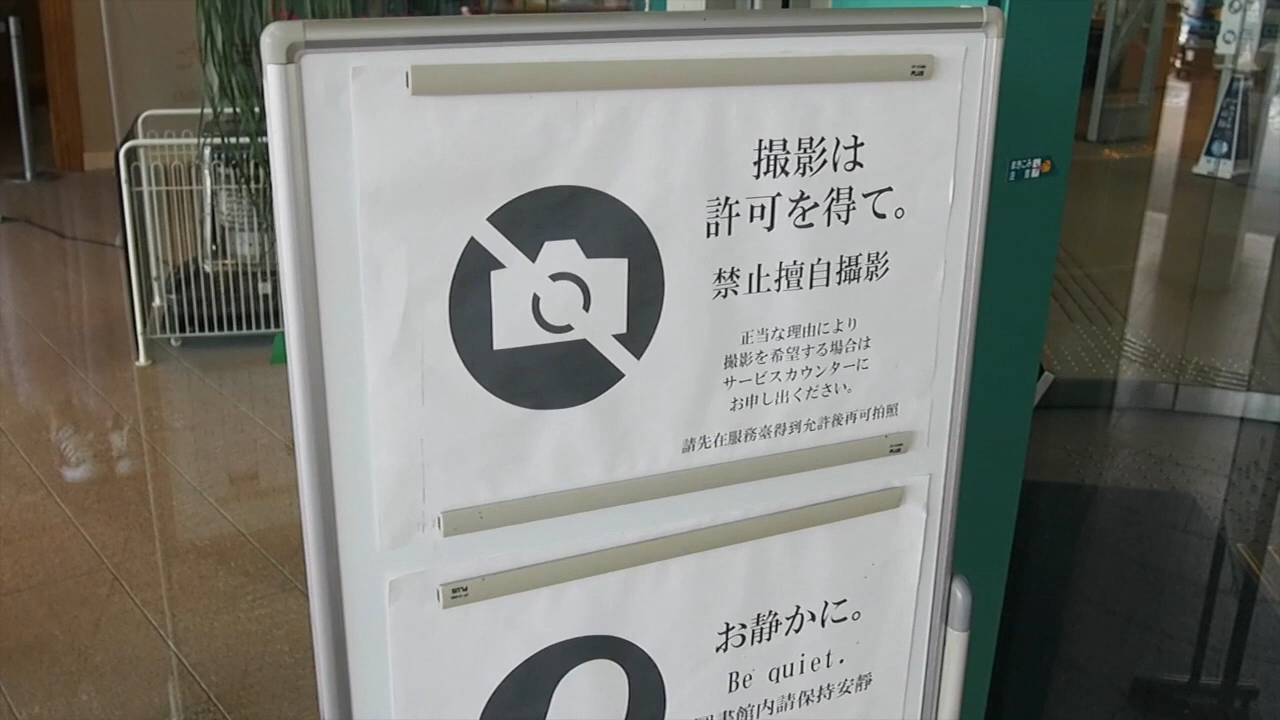 PLUS
撮影は
許可を得て。
禁止擅自攝影
正当な理由により
撮影を希望する場合は
サービスカウンターに
お申し出ください。
請先在服務臺得到允許後再可拍照
PLUS
PLUS
お静かに。
Be quiet.
書館内請保持安靜